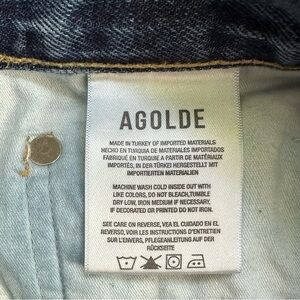 AGOLDE
MADE IN TURKEY OF IMPORTED MATERIALS
HECHO EN TURQUIA DE MATERIALES IMPORTADOS
FABRIQUÉ EN TURQUIE A PARTIR DE MATÉRIAUX
IMPORTÉS, IN DER TÜRKEI HERGESTELLT MIT
IMPORTIERTEN MATERIALIEN
MACHINE WASH COLD INSIDE OUT WITH
LIKE COLORS, DO NOT BLEACH, TUMBLE
DRY LOW, IRON MEDIUM IF NECESSARY,
IF DECORATED OR PRINTED DO NOT IRON.
SEE CARE ON REVERSE, VEA EL CUIDADO EN EL
REVERSO, VOIR LES INSTRUCTIONS D'ENTRETIEN
SUR L'ENVERS, PFLEGEANLEITUNG AUF DER
RÜCKSEITE